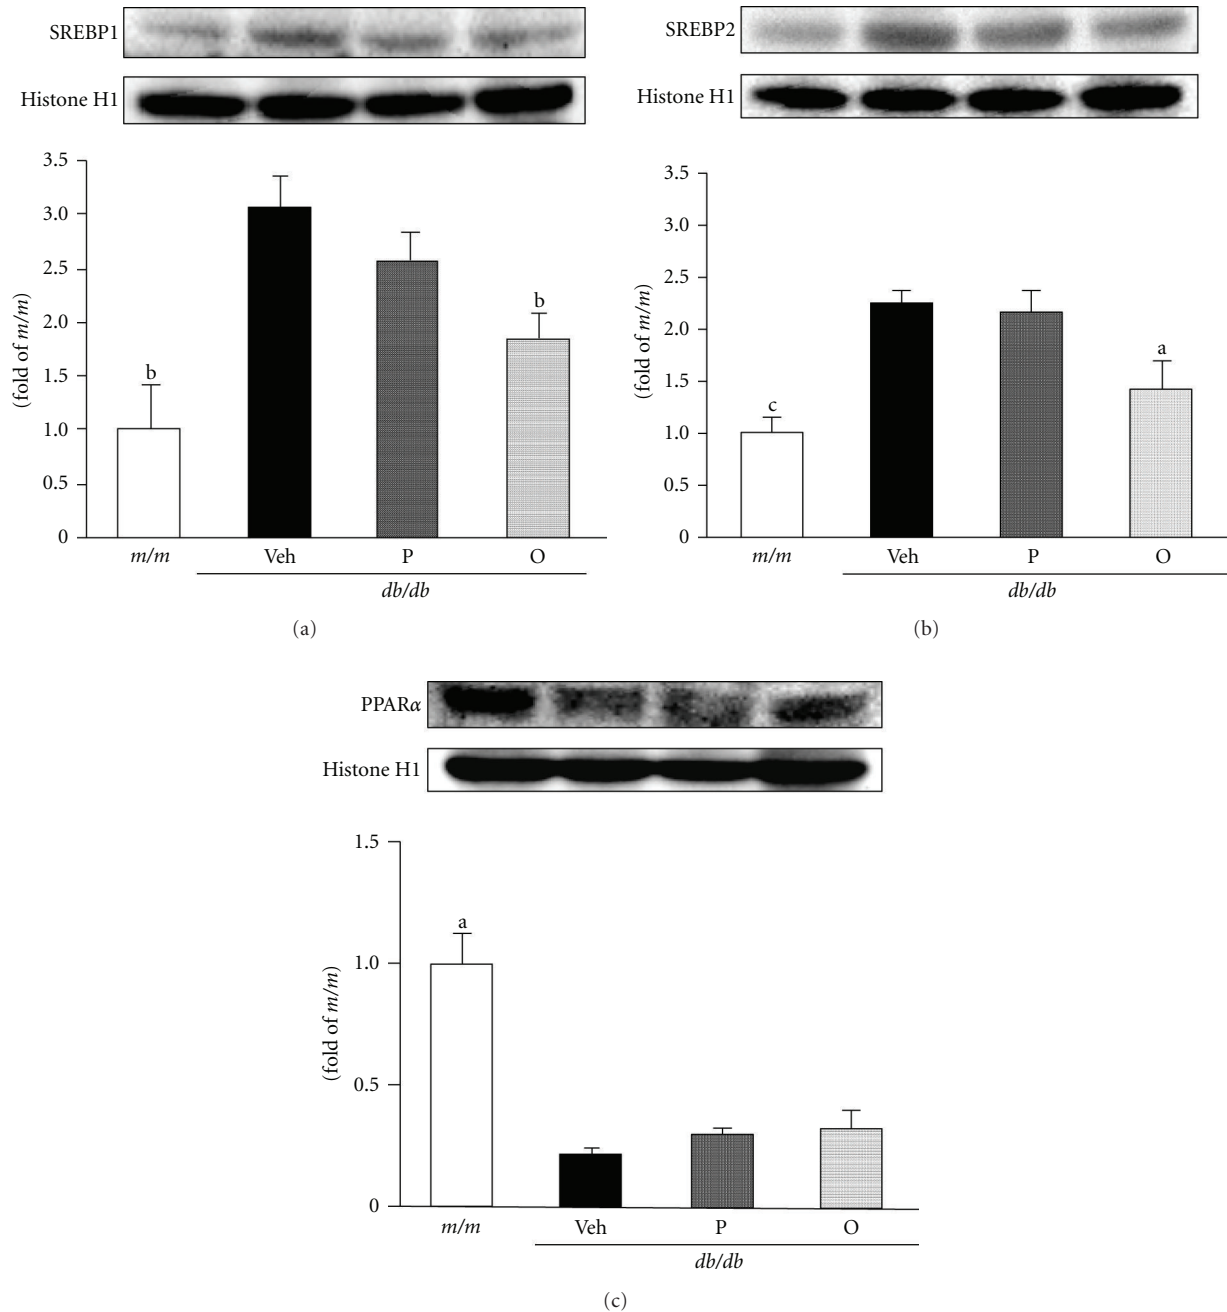 SREBP1
Histone H1
3.5
3.0
2.5
2.0
1.5
1.0
0.5
0
(fold of m/m)
b
b
m/m
Veh
P
O
db/db
(a)
SREBP2
Histone H1
3.5
3.0
2.5
2.0
1.5
1.0
0.5
0
(fold of m/m)
c
a
m/m
Veh
P
O
db/db
(b)
PPARα
Histone H1
1.5
1.0
0.5
0
(fold of m/m)
a
m/m
Veh
P
O
db/db
(c)